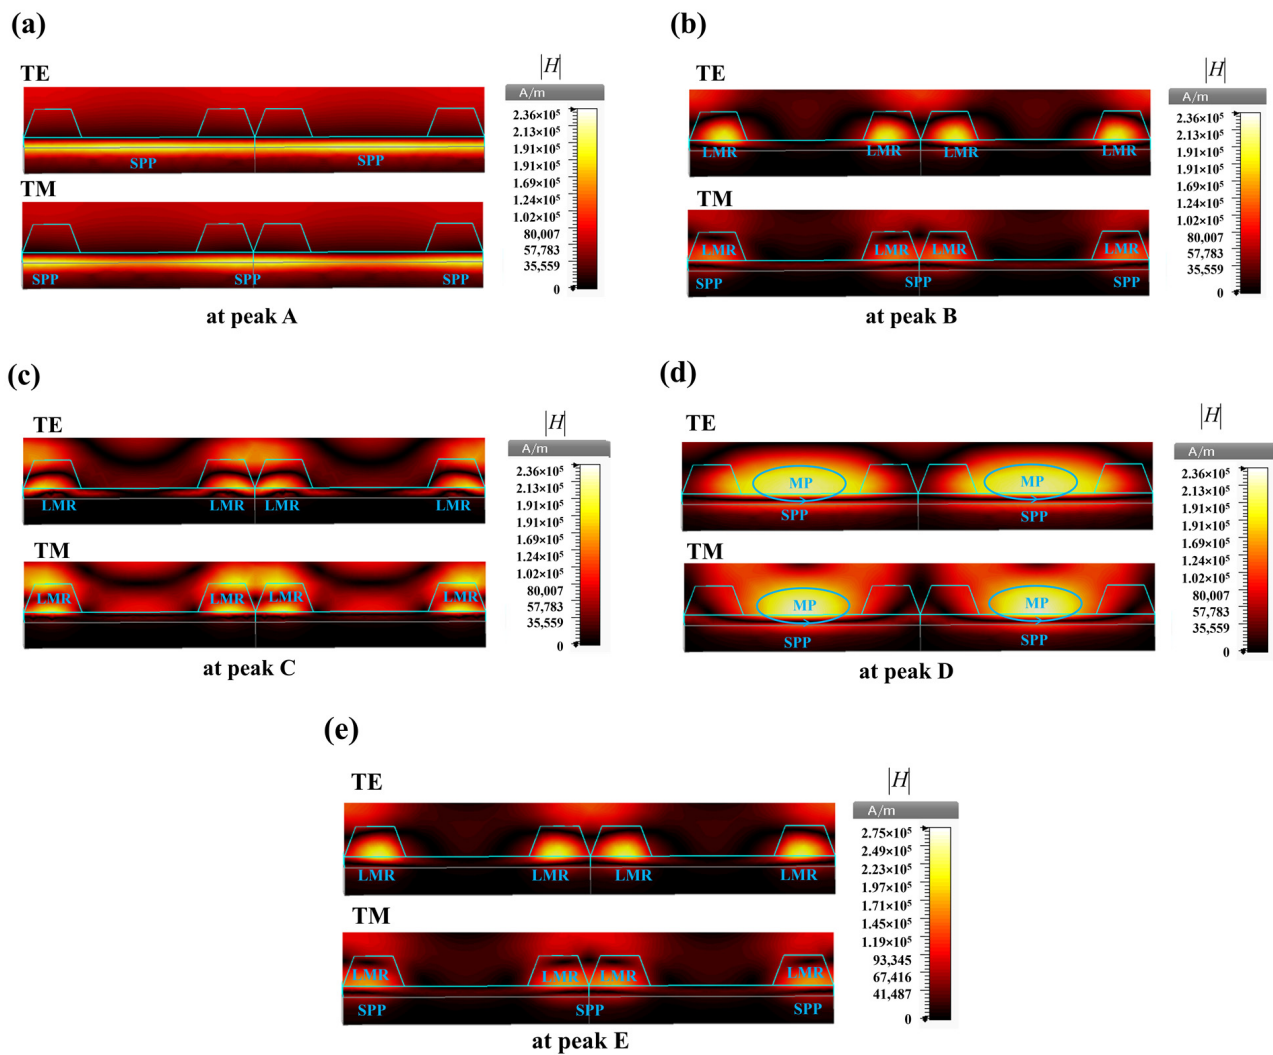 (a)
|H|
TE
A/m
2.36×10⁵
2.13×10⁵
1.91×10⁵
1.91×10⁵
1.69×10⁵
1.24×10⁵
1.02×10⁵
80,007
57,783
35,559
0
SPP SPP
TM
SPP SPP SPP
at peak A
(b)
|H|
TE
A/m
2.36×10⁵
2.13×10⁵
1.91×10⁵
1.91×10⁵
1.69×10⁵
1.24×10⁵
1.02×10⁵
80,007
57,783
35,559
0
LMR LMR LMR LMR
TM
LMR LMR LMR LMR
SPP SPP SPP
at peak B
(c)
|H|
TE
A/m
2.36×10⁵
2.13×10⁵
1.91×10⁵
1.91×10⁵
1.69×10⁵
1.24×10⁵
1.02×10⁵
80,007
57,783
35,559
0
LMR LMR LMR LMR
TM
LMR LMR LMR LMR
at peak C
(d)
|H|
TE
A/m
2.36×10⁵
2.13×10⁵
1.91×10⁵
1.91×10⁵
1.69×10⁵
1.24×10⁵
1.02×10⁵
80,007
57,783
35,559
0
MP MP
SPP SPP
TM
MP MP
SPP SPP
at peak D
(e)
|H|
TE
A/m
2.75×10⁵
2.49×10⁵
2.23×10⁵
1.97×10⁵
1.71×10⁵
1.45×10⁵
1.19×10⁵
93,345
67,416
41,487
0
LMR LMR LMR LMR
TM
LMR LMR LMR LMR
SPP SPP SPP
at peak E